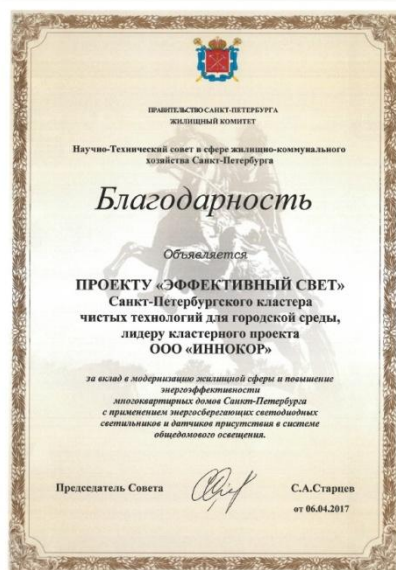 ПРАВИТЕЛЬСТВО САНКТ-ПЕТЕРБУРГА
ЖИЛИЩНЫЙ КОМИТЕТ
Научно-Технический совет в сфере жилищно-коммунального
хозяйства Санкт-Петербурга
Благодарность
Объявляется
ПРОЕКТУ «ЭФФЕКТИВНЫЙ СВЕТ»
Санкт-Петербургского кластера
чистых технологий для городской среды,
лидеру кластерного проекта
ООО «ИННОКОР»
за вклад в модернизацию жилищной сферы и повышение
энергоэффективности
многоквартирных домов Санкт-Петербурга
с применением энергосберегающих светодиодных
светильников и датчиков присутствия в системе
общедомового освещения.
Председатель Совета
С.А.Старцев
от 06.04.2017